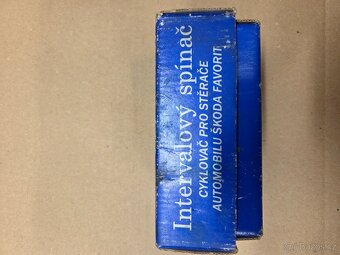 Intervalový spínač
CYKLOVAČ PRO STĚRAČE
AUTOMOBILU ŠKODA FAVORIT